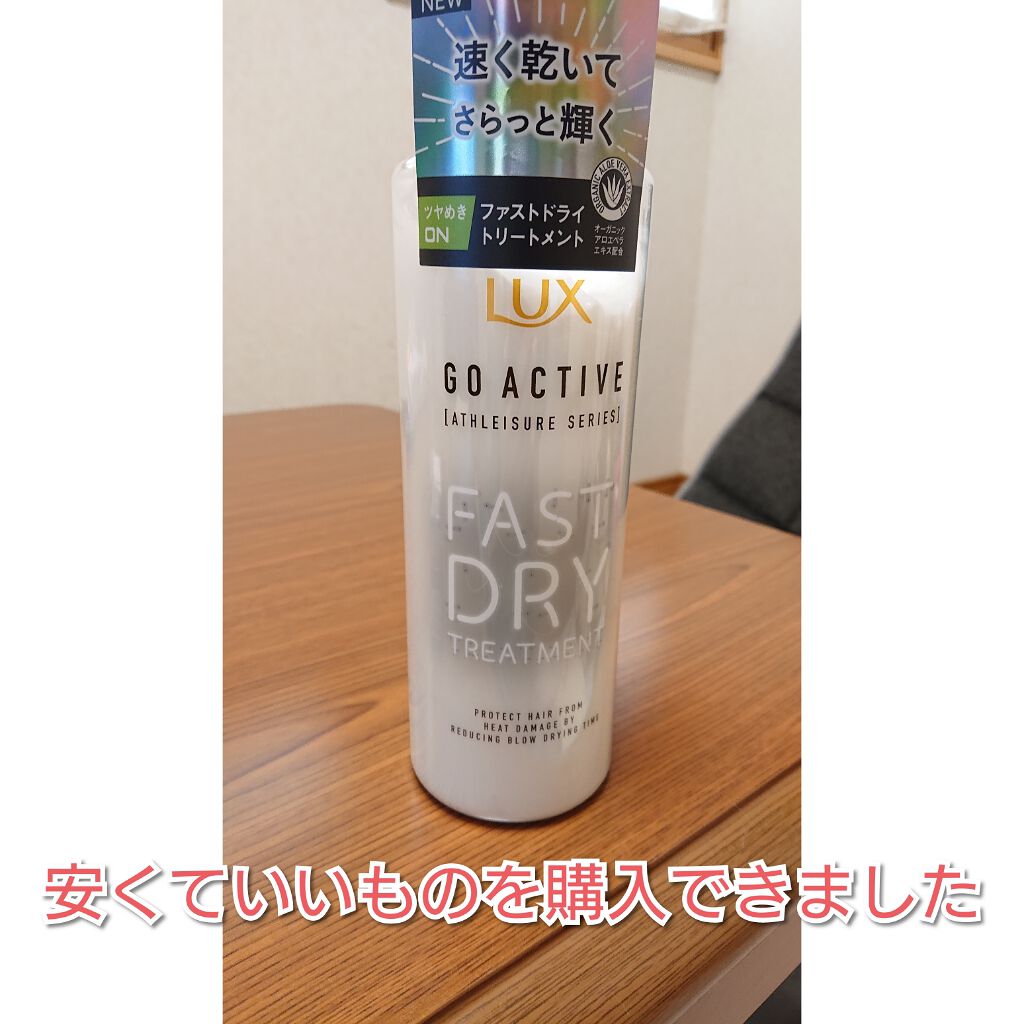 NEW
速く乾いて
さらっと輝く
ORGANIC ALOE VERA EXTRACT
ツヤめき
ON
ファストドライ
トリートメント
オーガニック
アロエベラ
エキス配合
LUX
GO ACTIVE
[ATHLEISURE SERIES]
FAST
DRY
TREATMENT
PROTECT HAIR FROM
HEAT DAMAGE BY
REDUCING BLOW DRYING TIME
安くていいものを購入できました